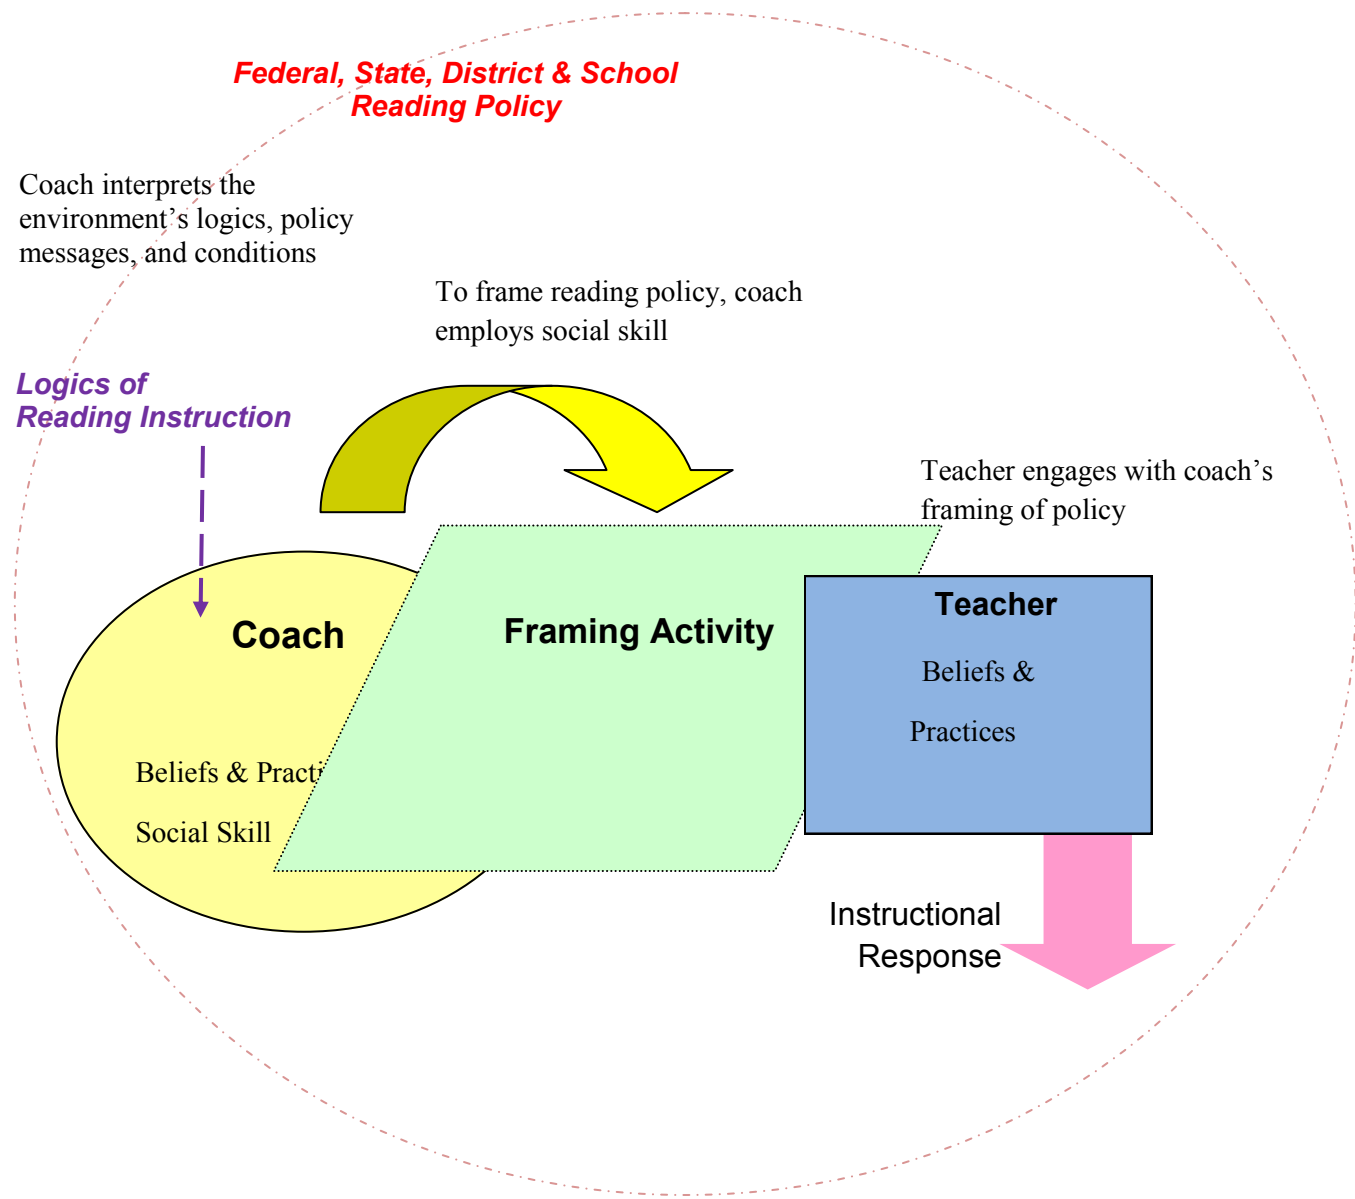 Federal, State, District & School
Reading Policy
Coach interprets the
environment’s logics, policy
messages, and conditions
To frame reading policy, coach
employs social skill
Logics of
Reading Instruction
Teacher engages with coach’s
framing of policy
Coach
Beliefs & Practi
Social Skill
Framing Activity
Teacher
Beliefs &
Practices
Instructional
Response